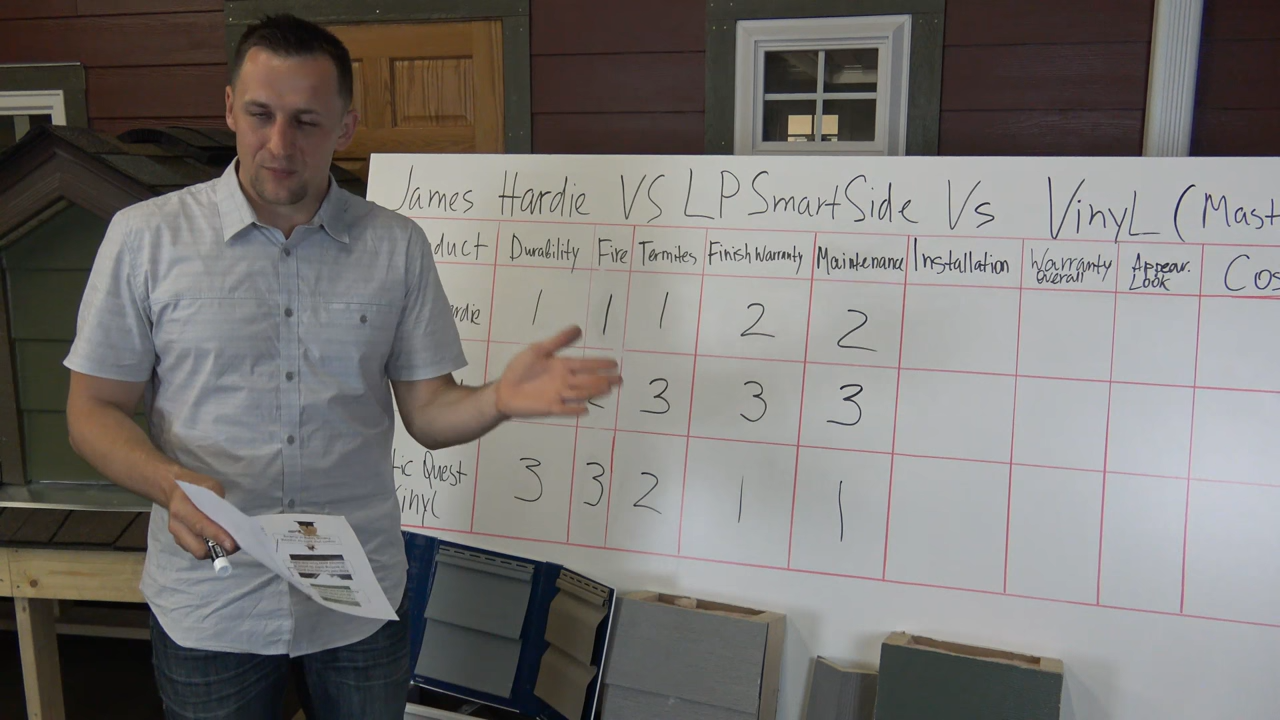 James Hardie VS LP SmartSide Vs Vinyl (Mast
duct Durability Fire Termites Finish Warranty Maintenance Installation Warranty overall Appear. Look Cos
rdie 1 1 1 2 2
3 3 3
tic Quest Vinyl 3 3 2 1 1